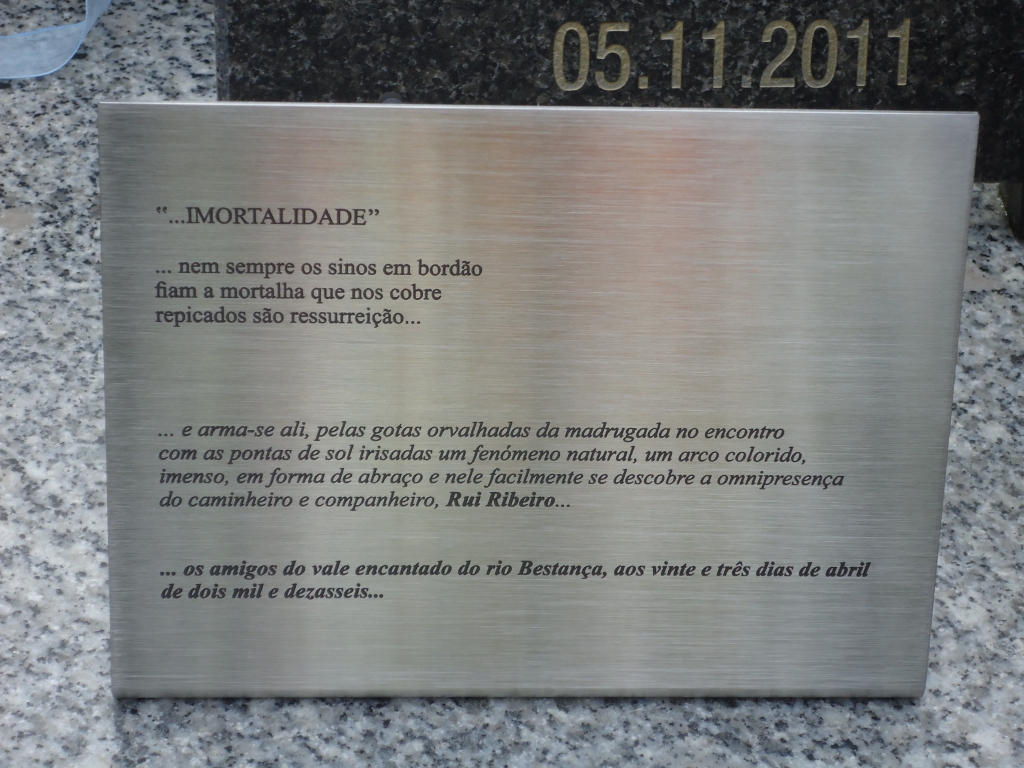 05.11.2011
“...IMORTALIDADE”
... nem sempre os sinos em bordão
fiam a mortalha que nos cobre
repicados são ressurreição...
... e arma-se ali, pelas gotas orvalhadas da madrugada no encontro
com as pontas de sol irisadas um fenómeno natural, um arco colorido,
imenso, em forma de abraço e nele facilmente se descobre a omnipresença
do caminheiro e companheiro, Rui Ribeiro...
... os amigos do vale encantado do rio Bestança, aos vinte e três dias de abril
de dois mil e dezasseis...